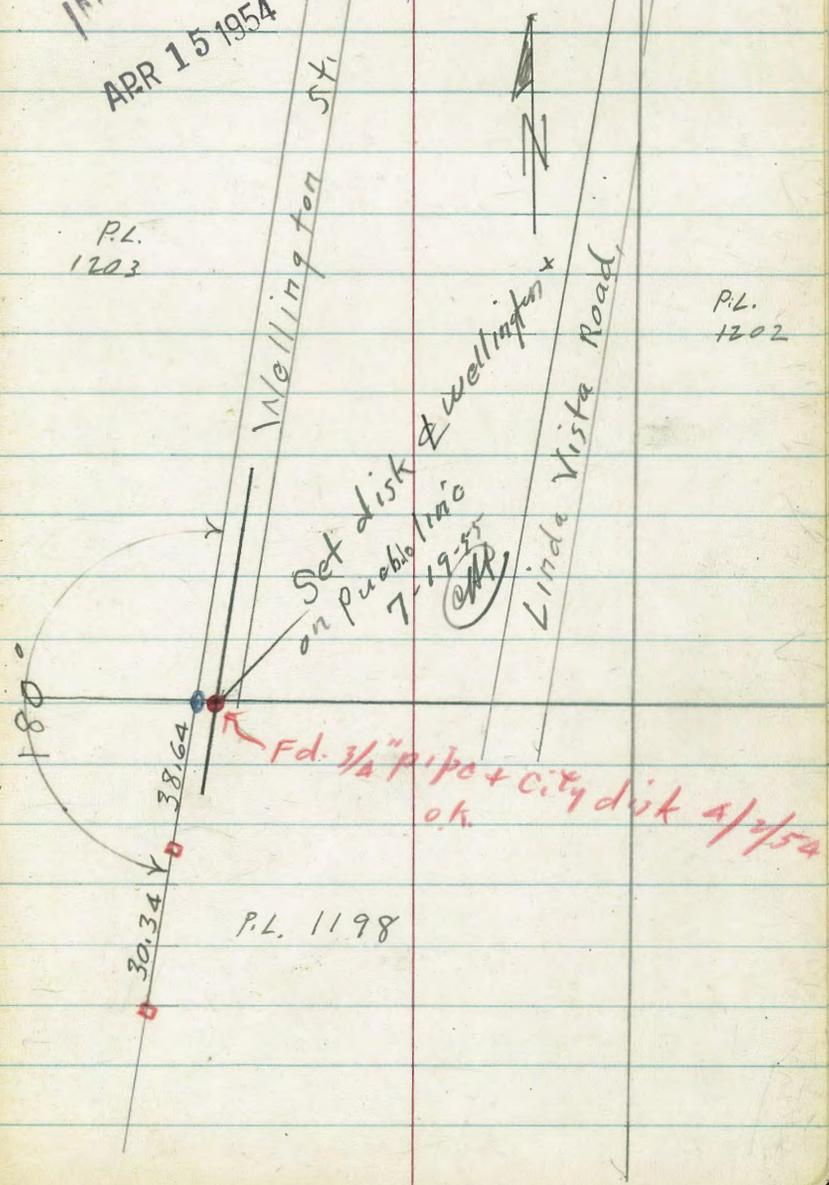 APR 15 1954
Wellington St.
N
P.L.
1203
P.L.
1202
Linda Vista Road
Set disk ℄ Wellington
on pueblo line
7-19-55
180°
38.64
Fd. 3/4" pipe + City disk 4/2/54
o.k.
30.34
P.L. 1198